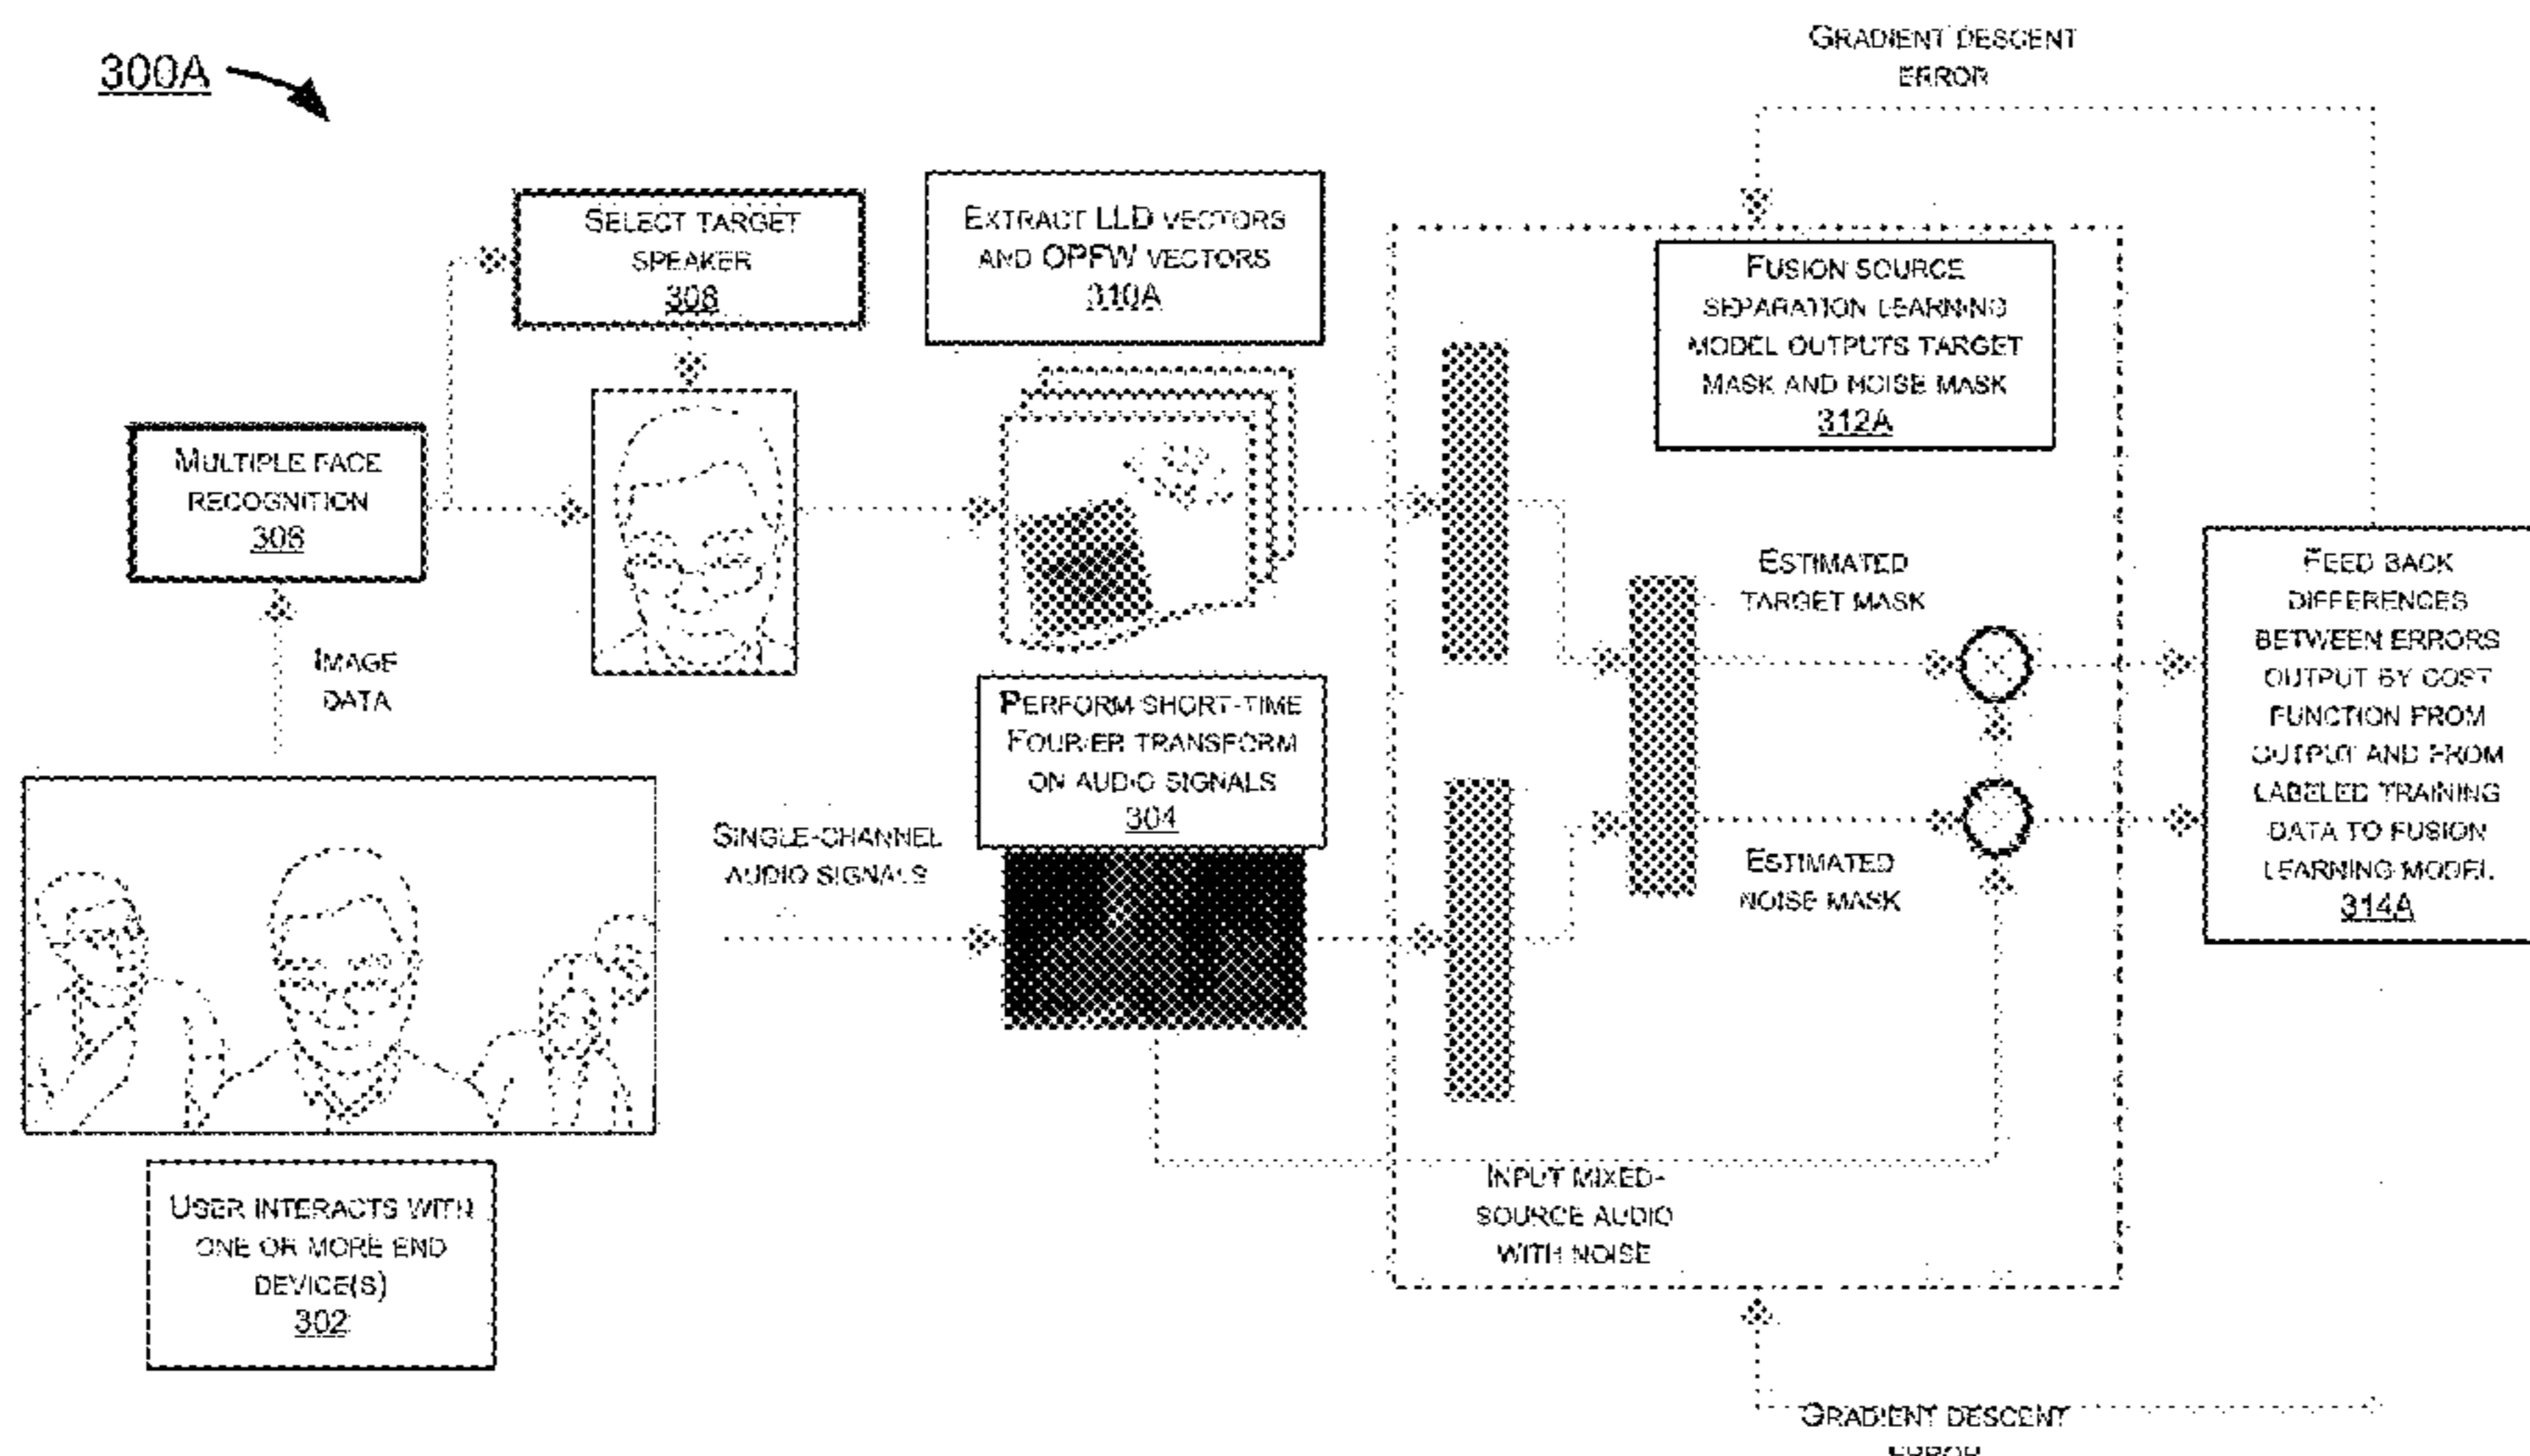 300A
GRADIENT DESCENT
ERROR
SELECT TARGET
SPEAKER
308
EXTRACT LLD VECTORS
AND OPFW VECTORS
310A
FUSION SOURCE
SEPARATION LEARNING
MODEL OUTPUTS TARGET
MASK AND NOISE MASK
312A
MULTIPLE FACE
RECOGNITION
306
IMAGE
DATA
ESTIMATED
TARGET MASK
FEED BACK
DIFFERENCES
BETWEEN ERRORS
OUTPUT BY COST
FUNCTION FROM
OUTPUT AND FROM
LABELED TRAINING
DATA TO FUSION
LEARNING MODEL
314A
PERFORM SHORT-TIME
FOURIER TRANSFORM
ON AUDIO SIGNALS
304
SINGLE-CHANNEL
AUDIO SIGNALS
ESTIMATED
NOISE MASK
INPUT MIXED-
SOURCE AUDIO
WITH NOISE
USER INTERACTS WITH
ONE OR MORE END
DEVICE(S)
302
GRADIENT DESCENT
ERROR